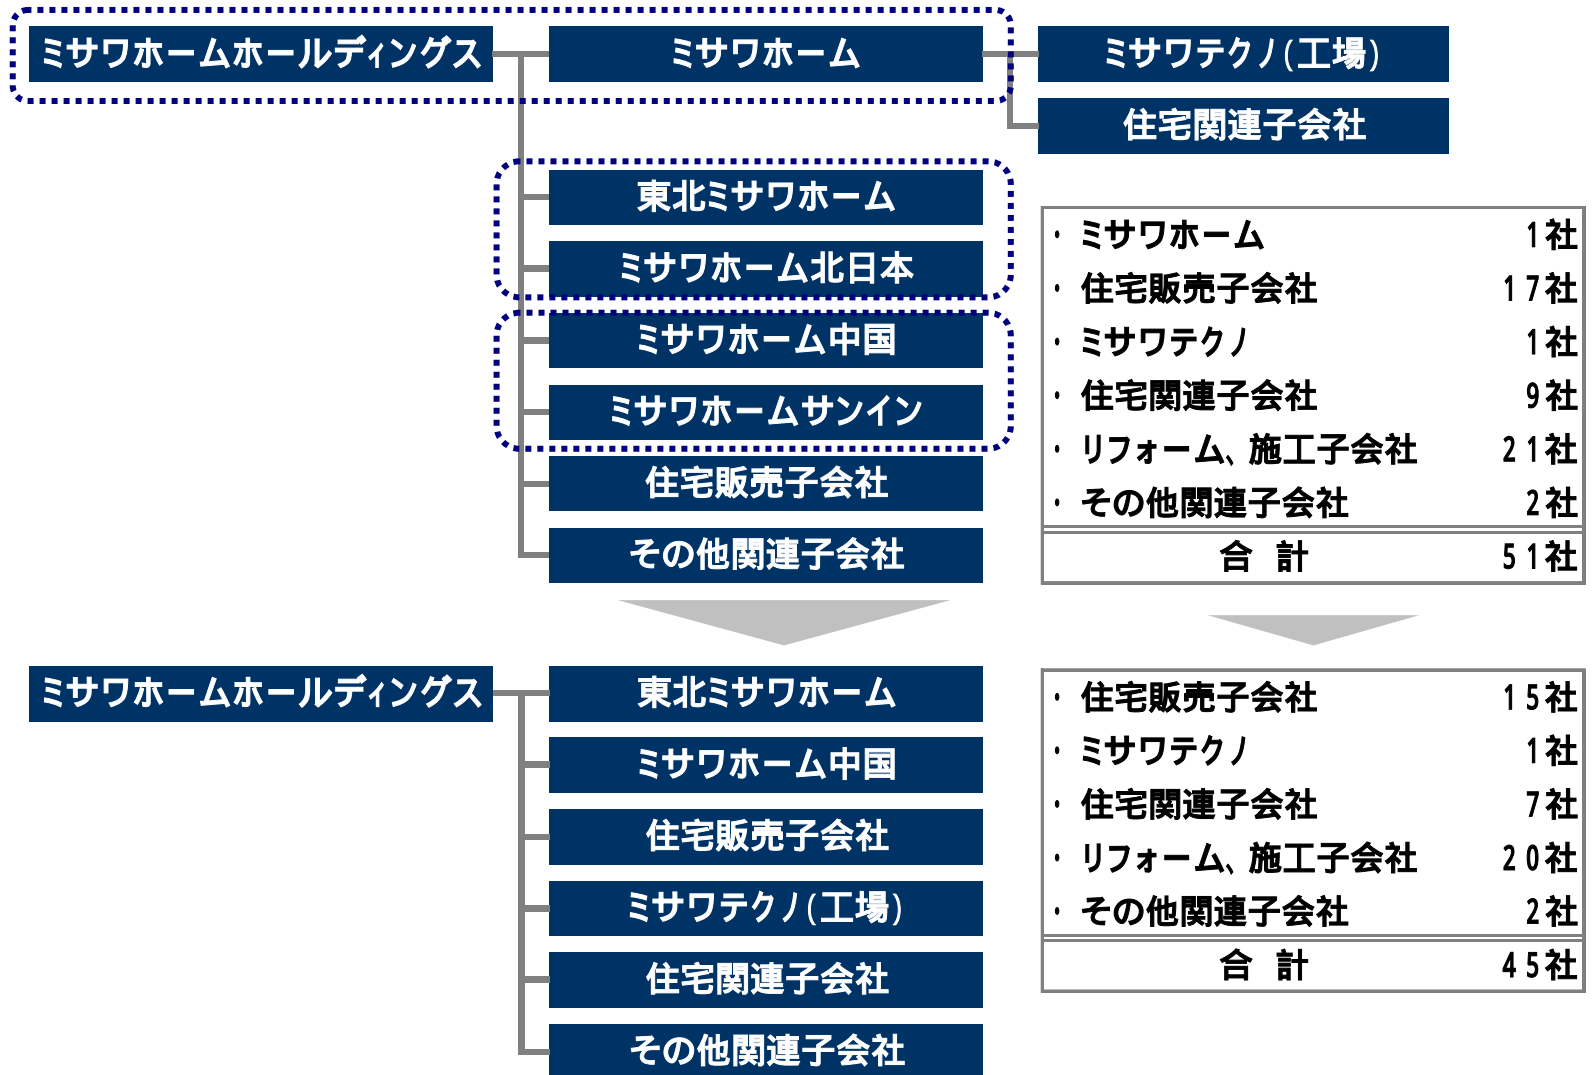 ミサワホームホールディングス
ミサワホーム
ミサワテクノ(工場)
住宅関連子会社
東北ミサワホーム
ミサワホーム北日本
ミサワホーム中国
ミサワホームサンイン
住宅販売子会社
その他関連子会社
・ ミサワホーム 1社
・ 住宅販売子会社 17社
・ ミサワテクノ 1社
・ 住宅関連子会社 9社
・ リフォーム、施工子会社 21社
・ その他関連子会社 2社
合 計 51社
ミサワホームホールディングス
東北ミサワホーム
ミサワホーム中国
住宅販売子会社
ミサワテクノ(工場)
住宅関連子会社
その他関連子会社
・ 住宅販売子会社 15社
・ ミサワテクノ 1社
・ 住宅関連子会社 7社
・ リフォーム、施工子会社 20社
・ その他関連子会社 2社
合 計 45社